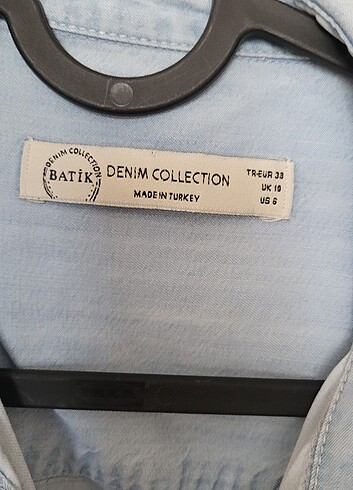 DENIM COLLECTION
BATİK
DENIM COLLECTION
MADE IN TURKEY
TR-EUR 38
UK 10
US 6